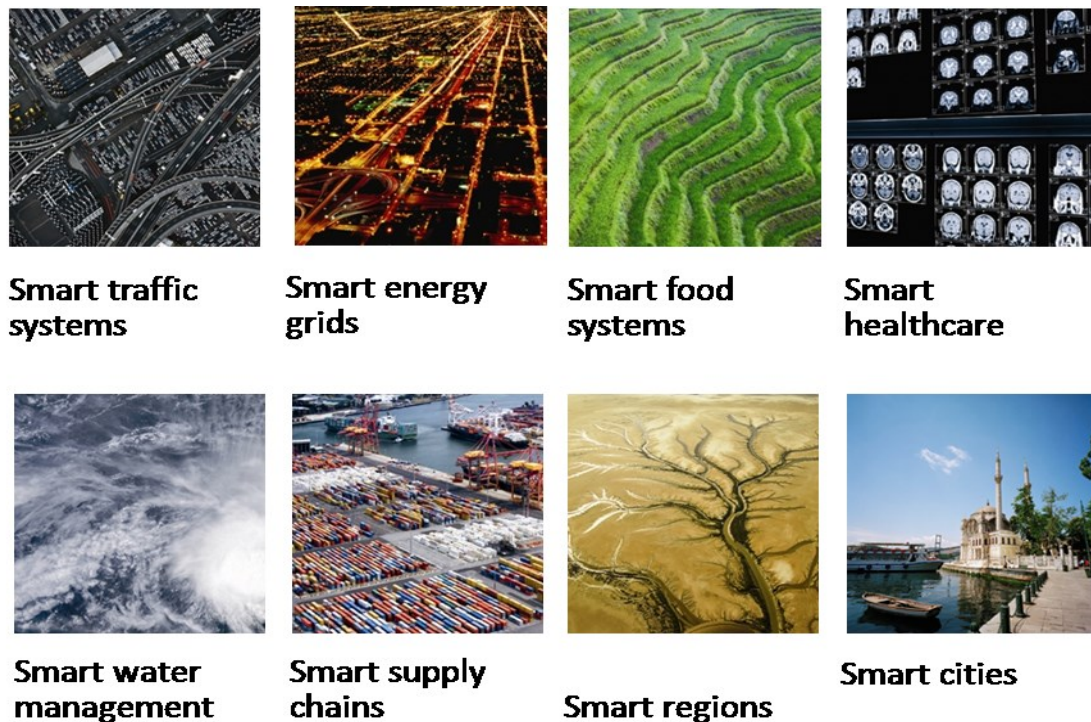 Smart traffic
systems
Smart energy
grids
Smart food
systems
Smart
healthcare
Smart water
management
Smart supply
chains
Smart regions
Smart cities